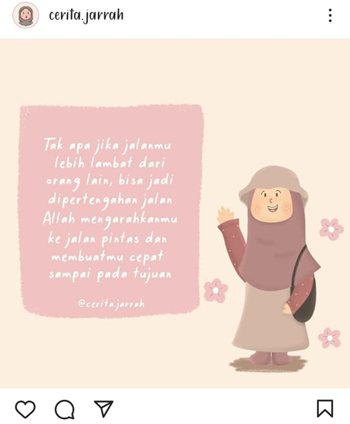 cerita.jarrah
Tak apa jika jalanmu
lebih lambat dari
orang lain, bisa jadi
dipertengahan jalan
Allah mengarahkanmu
ke jalan pintas dan
membuatmu cepat
sampai pada tujuan
@ceritajarrah